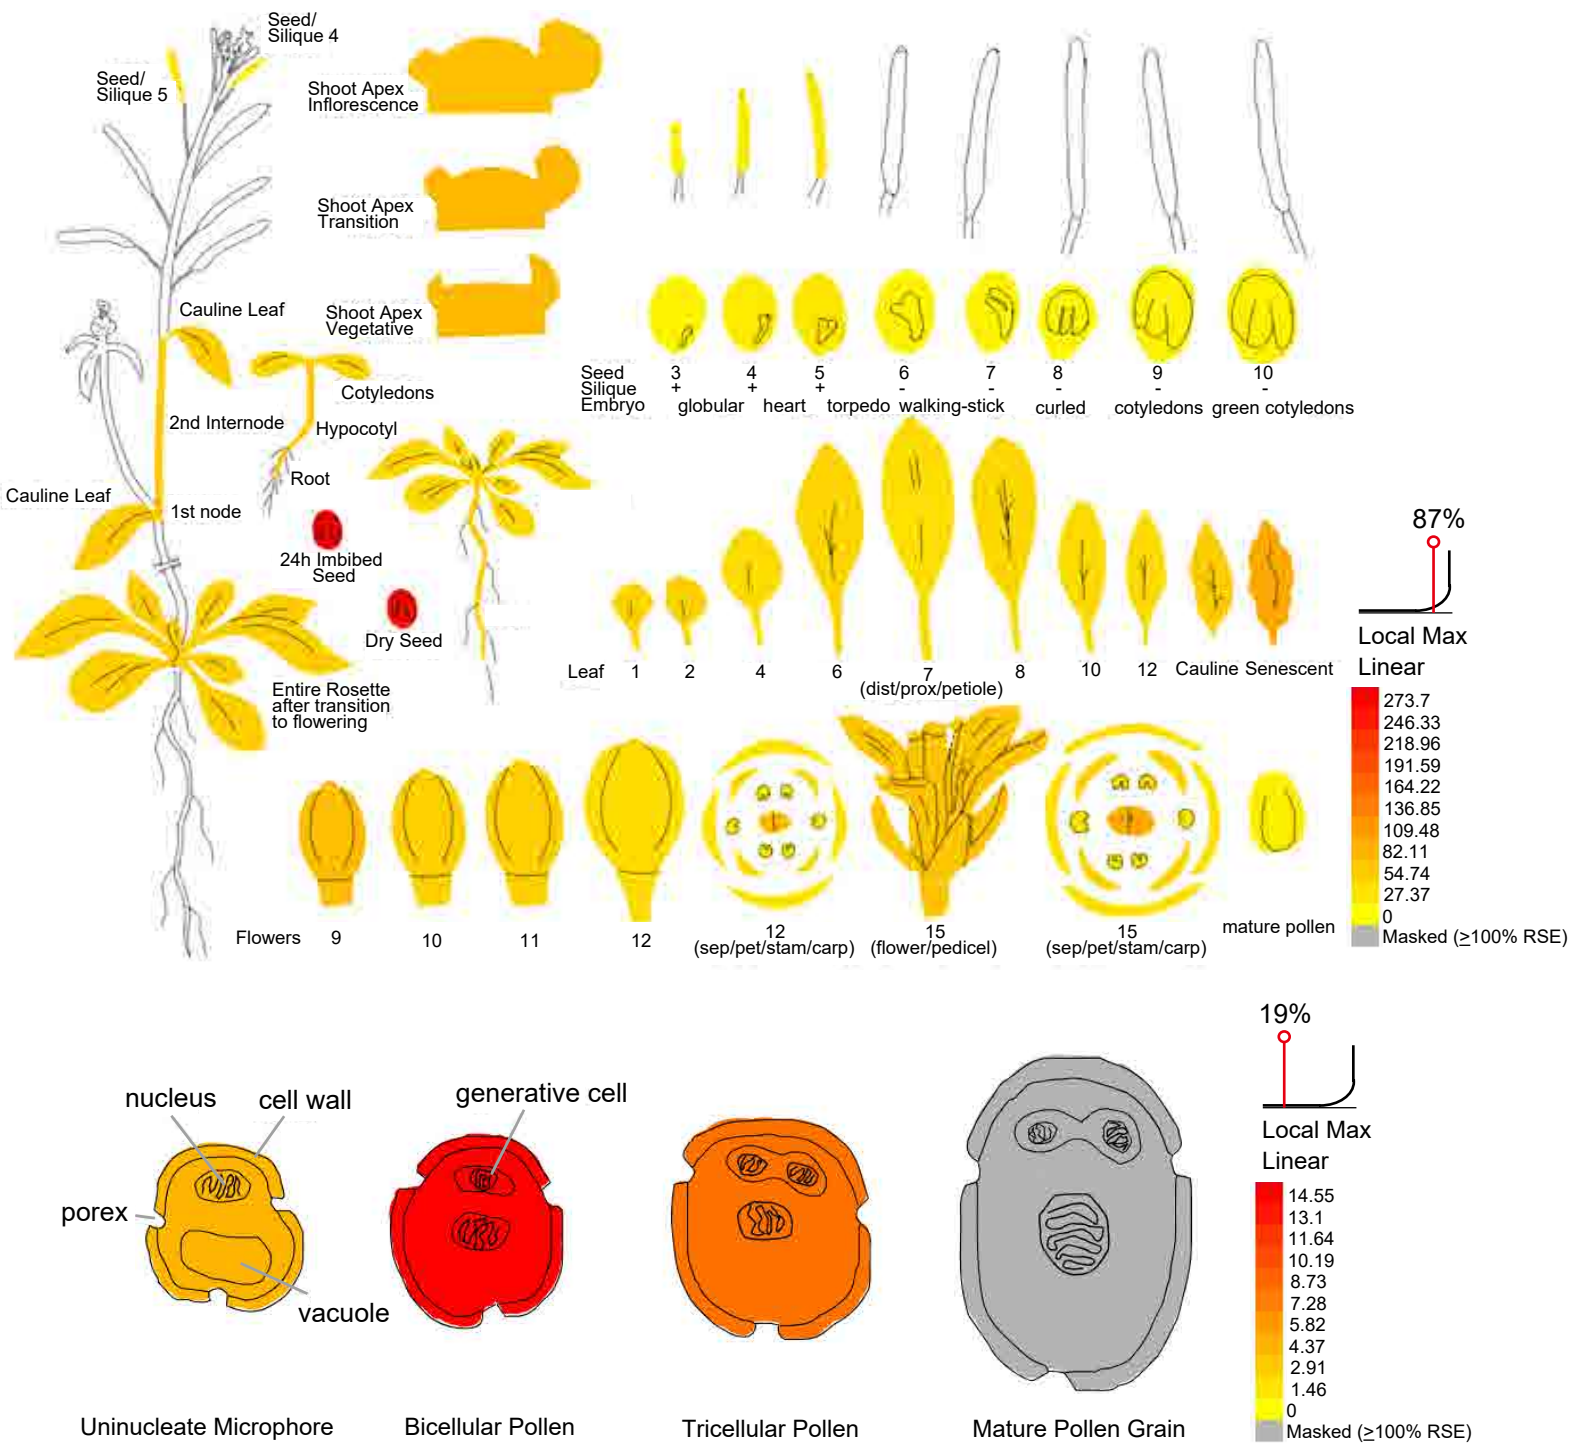 Seed/
Silique 4
Seed/
Silique 5
Shoot Apex
Inflorescence
Shoot Apex
Transition
Shoot Apex
Vegetative
Cauline Leaf
Cotyledons
2nd Internode
Hypocotyl
Root
Cauline Leaf
1st node
24h Imbibed
Seed
Dry Seed
Entire Rosette
after transition
to flowering
Seed 3 4 5 6 7 8 9 10
Silique + + + - - - - -
Embryo globular heart torpedo walking-stick curled cotyledons green cotyledons
Leaf 1 2 4 6 7 8 10 12 Cauline Senescent
(dist/prox/petiole)
Flowers 9 10 11 12 12 15 15 mature pollen
(sep/pet/stam/carp) (flower/pedicel) (sep/pet/stam/carp)
87%
Local Max
Linear
273.7
246.33
218.96
191.59
164.22
136.85
109.48
82.11
54.74
27.37
0
Masked (≥100% RSE)
nucleus
cell wall
generative cell
porex
vacuole
Uninucleate Microphore
Bicellular Pollen
Tricellular Pollen
Mature Pollen Grain
19%
Local Max
Linear
14.55
13.1
11.64
10.19
8.73
7.28
5.82
4.37
2.91
1.46
0
Masked (≥100% RSE)